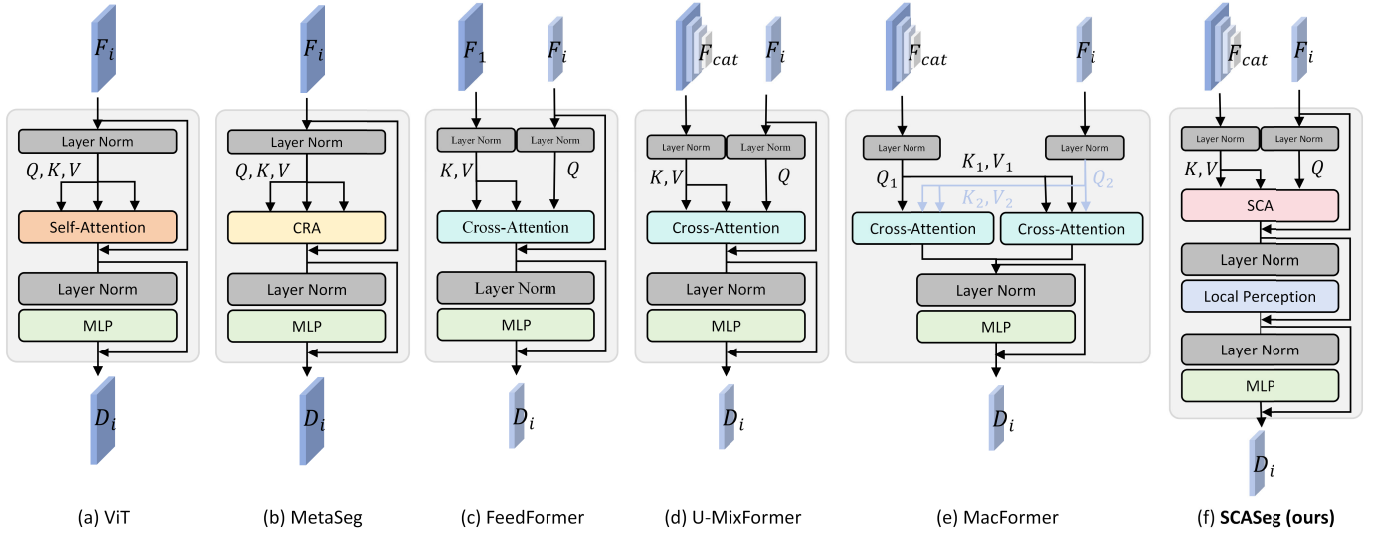 F_i
Layer Norm
Q, K, V
Self-Attention
Layer Norm
MLP
D_i
(a) ViT
F_i
Layer Norm
Q, K, V
CRA
Layer Norm
MLP
D_i
(b) MetaSeg
F_1
F_i
Layer Norm
Layer Norm
K, V
Q
Cross-Attention
Layer Norm
MLP
D_i
(c) FeedFormer
F_cat
F_i
Layer Norm
Layer Norm
K, V
Q
Cross-Attention
Layer Norm
MLP
D_i
(d) U-MixFormer
F_cat
F_i
Layer Norm
Layer Norm
K_1, V_1
Q_1
K_2, V_2
Q_2
Cross-Attention
Cross-Attention
Layer Norm
MLP
D_i
(e) MacFormer
F_cat
F_i
Layer Norm
Layer Norm
K, V
Q
SCA
Layer Norm
Local Perception
Layer Norm
MLP
D_i
(f) SCASeg (ours)